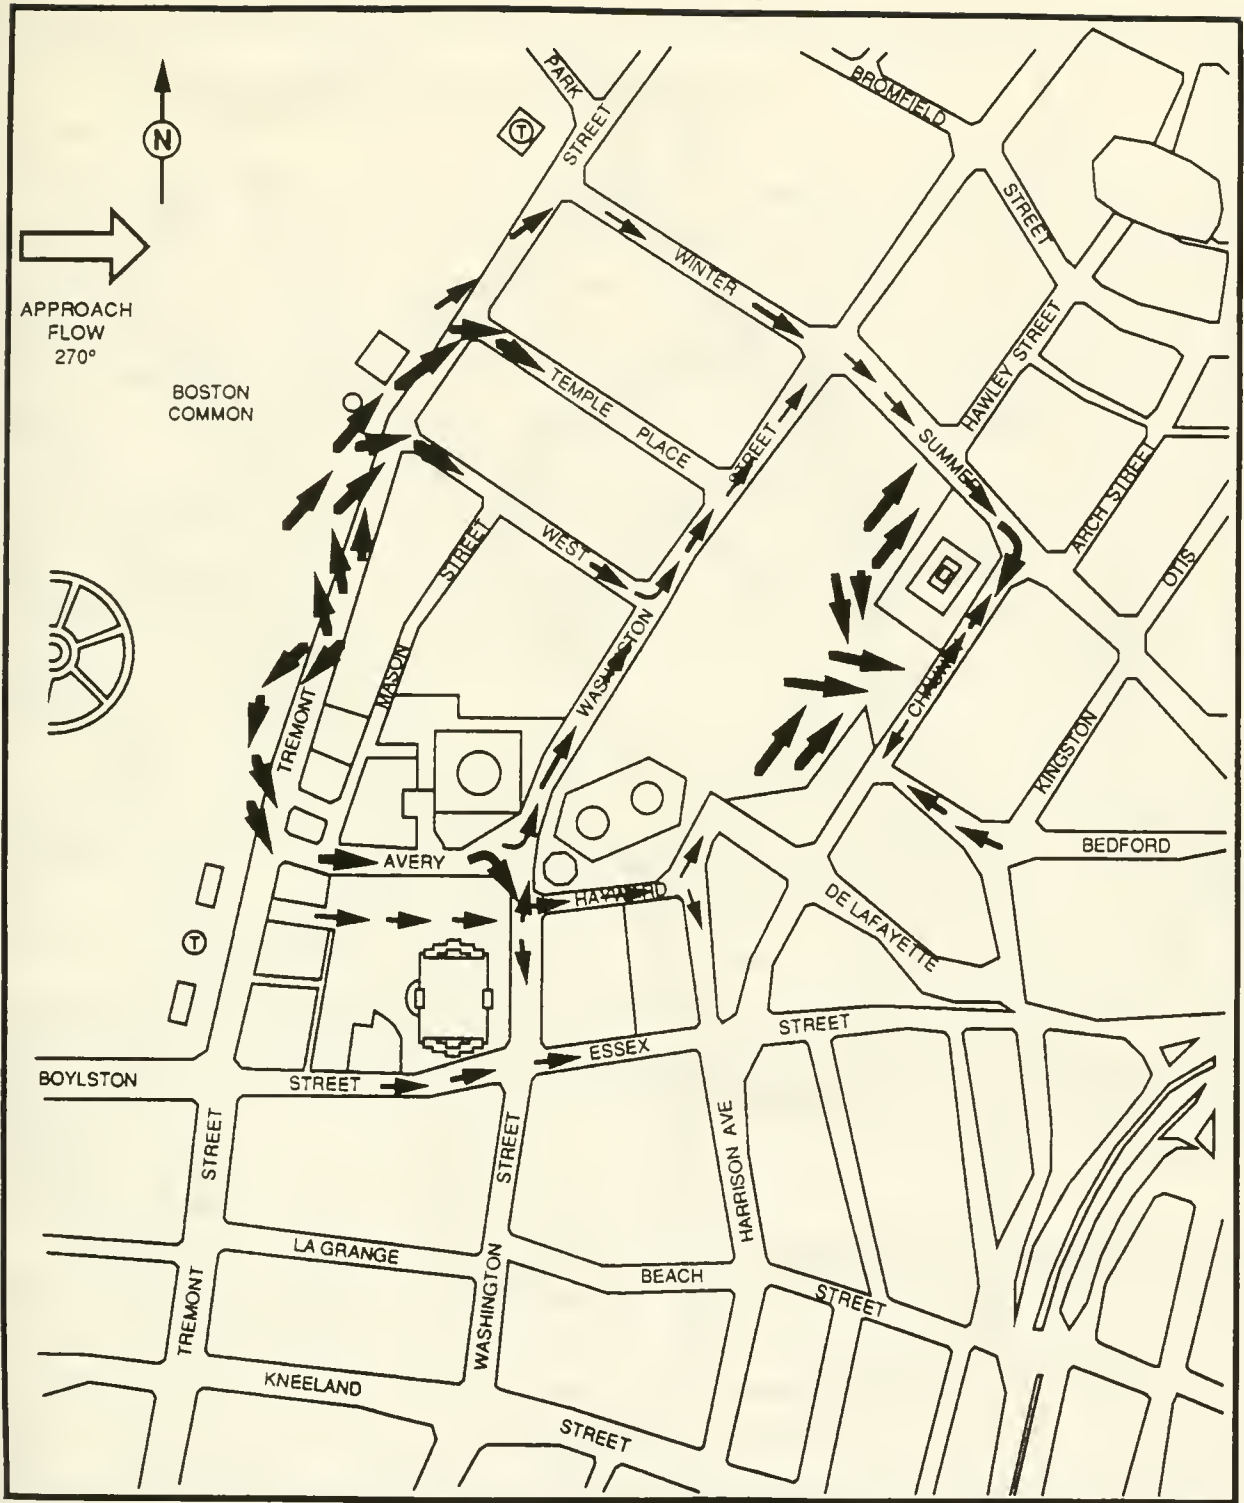 PARK
BROMFIELD
STREET
T
N
STREET
WINTER
APPROACH
FLOW
270°
BOSTON
COMMON
HAWLEY STREET
TEMPLE
PLACE
STREET
SUMMER
ARCH STREET
WEST
STREET
OTIS
WASHINGTON
MASON
TREMONT
CHAUNCY
KINGSTON
AVERY
BEDFORD
HAYWARD
DE LAFAYETTE
T
STREET
ESSEX
BOYLSTON
STREET
STREET
STREET
HARRISON AVE
LA GRANGE
BEACH
STREET
TREMONT
WASHINGTON
KNEELAND
STREET